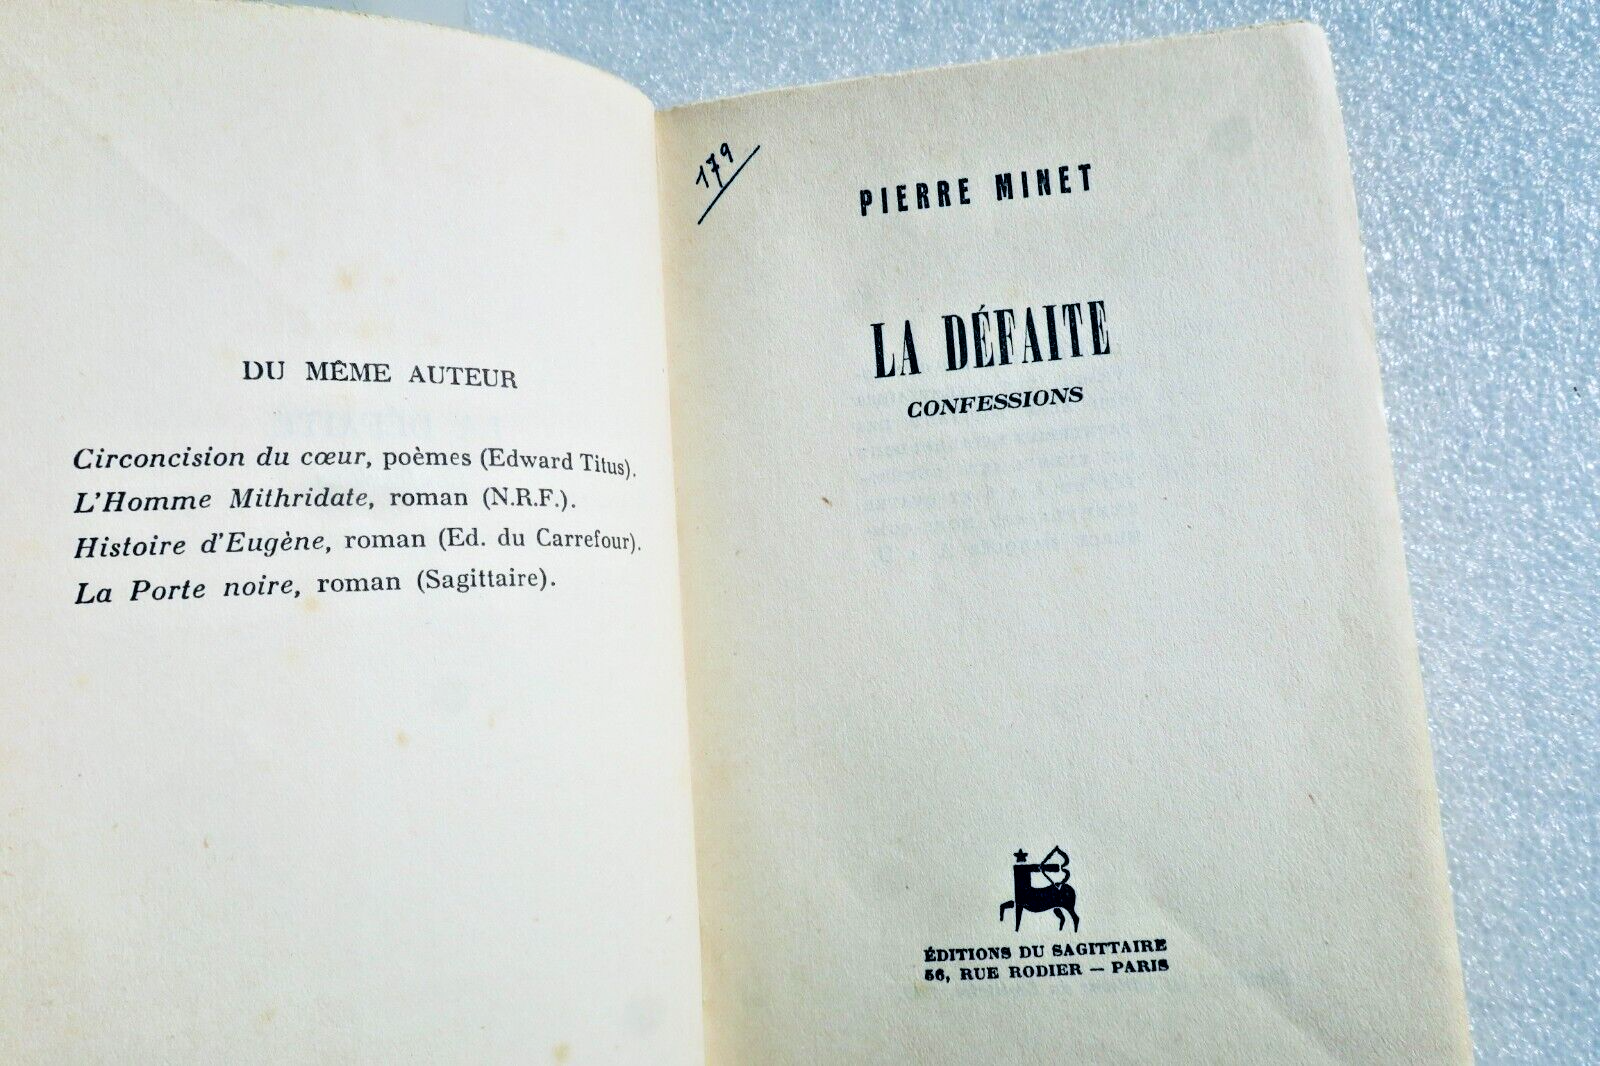 DU MÊME AUTEUR
Circoncision du cœur, poèmes (Edward Titus).
L'Homme Mithridate, roman (N.R.F.).
Histoire d'Eugène, roman (Ed. du Carrefour).
La Porte noire, roman (Sagittaire).
179
PIERRE MINET
LA DÉFAITE
CONFESSIONS
ÉDITIONS DU SAGITTAIRE
56, RUE RODIER — PARIS